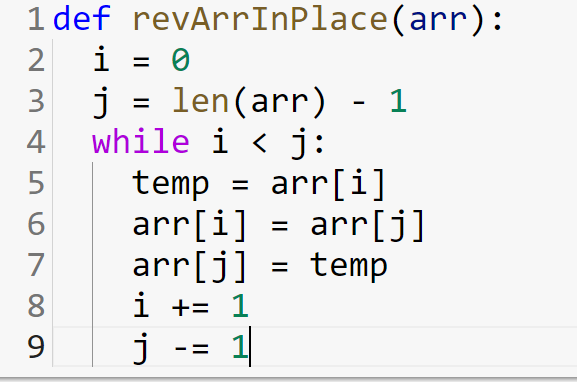 1 def revArrInPlace(arr):
2   i = 0
3   j = len(arr) - 1
4   while i < j:
5     temp = arr[i]
6     arr[i] = arr[j]
7     arr[j] = temp
8     i += 1
9     j -= 1